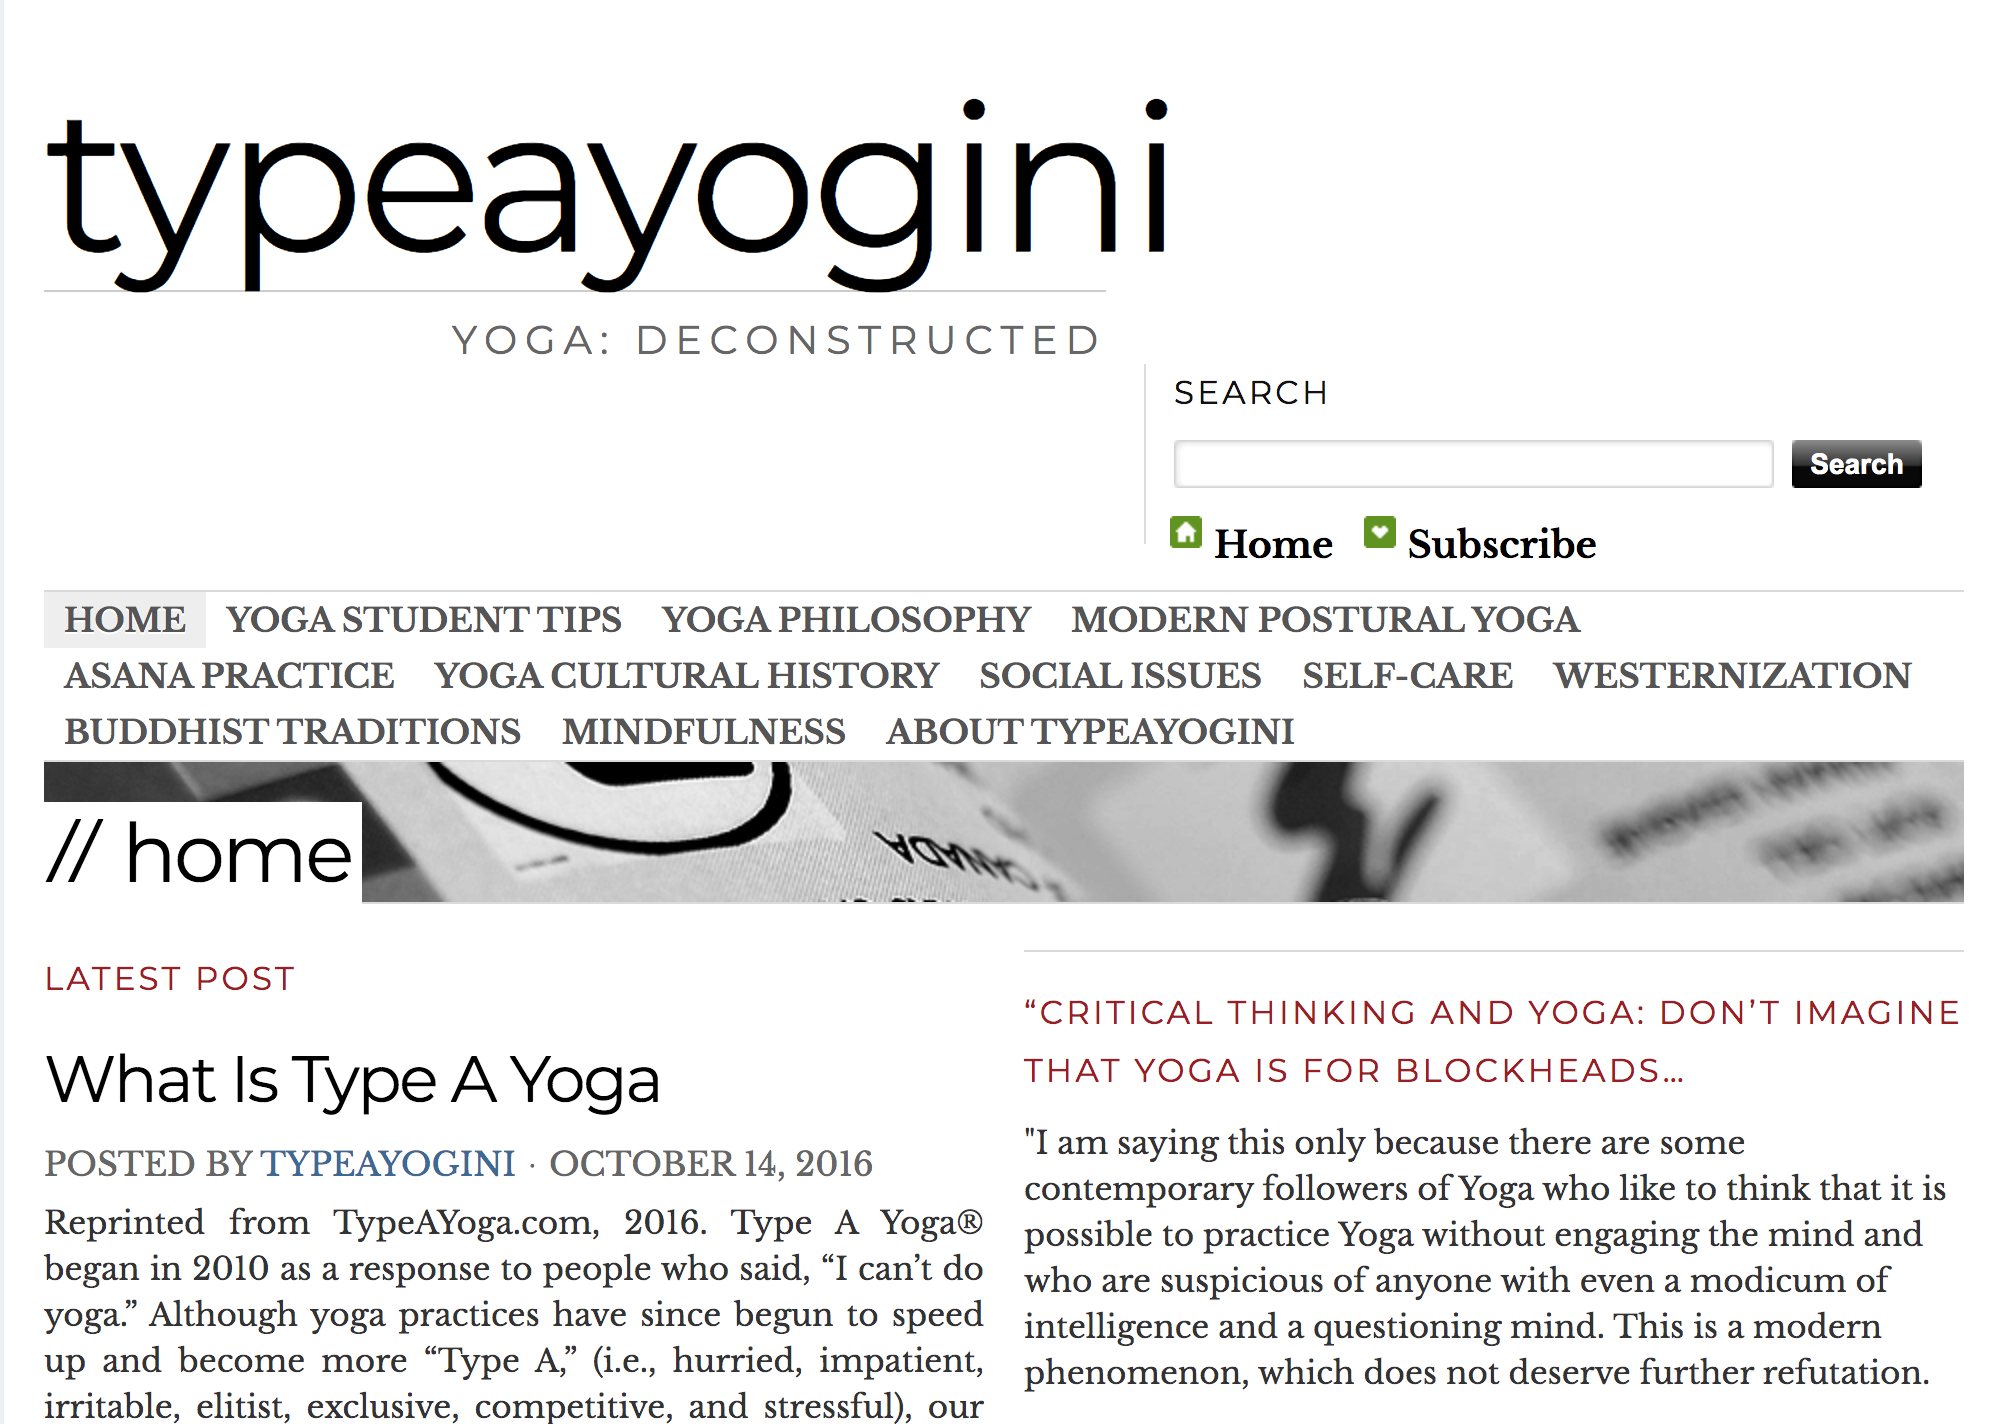 typeayogini
YOGA: DECONSTRUCTED
SEARCH
Search
Home Subscribe
HOME YOGA STUDENT TIPS YOGA PHILOSOPHY MODERN POSTURAL YOGA
ASANA PRACTICE YOGA CULTURAL HISTORY SOCIAL ISSUES SELF-CARE WESTERNIZATION
BUDDHIST TRADITIONS MINDFULNESS ABOUT TYPEAYOGINI
// home
CANADA
LATEST POST
What Is Type A Yoga
POSTED BY TYPEAYOGINI · OCTOBER 14, 2016
Reprinted from TypeAYoga.com, 2016. Type A Yoga®
began in 2010 as a response to people who said, “I can’t do
yoga.” Although yoga practices have since begun to speed
up and become more “Type A,” (i.e., hurried, impatient,
irritable, elitist, exclusive, competitive, and stressful), our
“CRITICAL THINKING AND YOGA: DON’T IMAGINE
THAT YOGA IS FOR BLOCKHEADS…
"I am saying this only because there are some
contemporary followers of Yoga who like to think that it is
possible to practice Yoga without engaging the mind and
who are suspicious of anyone with even a modicum of
intelligence and a questioning mind. This is a modern
phenomenon, which does not deserve further refutation.